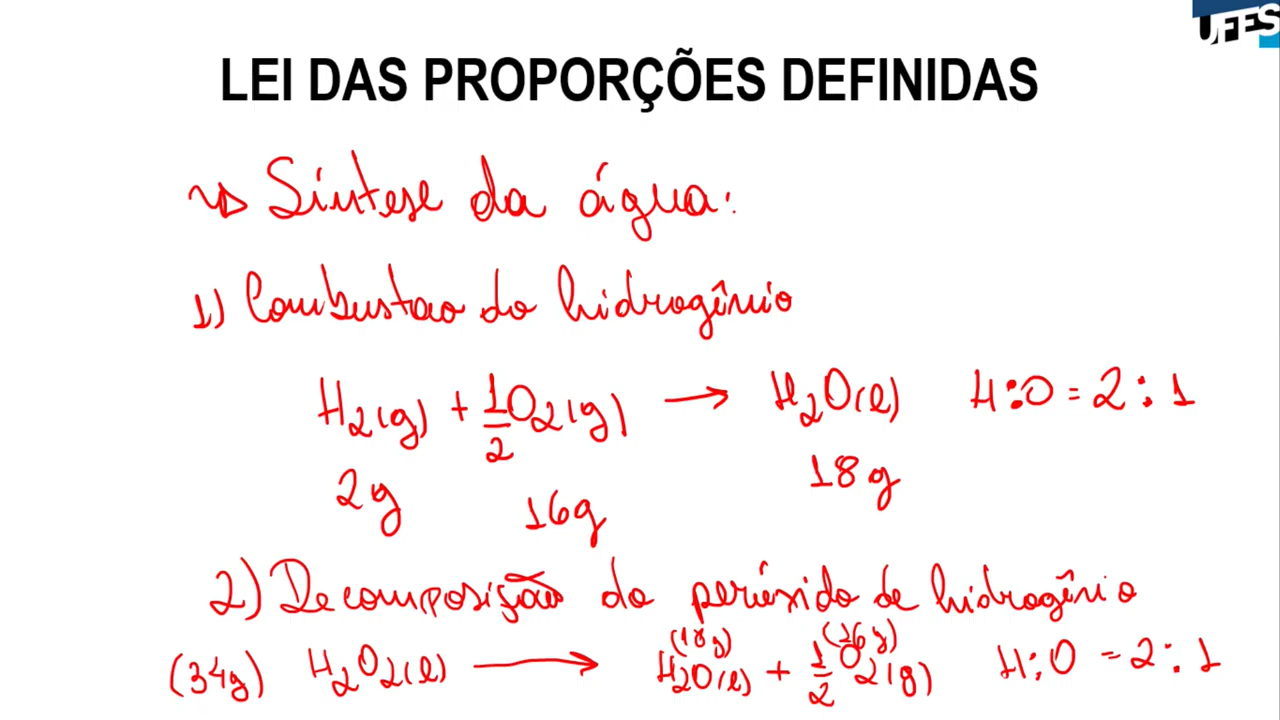 UFES
LEI DAS PROPORÇÕES DEFINIDAS
Síntese da água:
1) Combustao do hidrogênio
H2(g) + 1/2 O2(g) → H2O(l) H:O = 2:1
2g 16g 18g
2) Decomposição do peróxido de hidrogênio
(18g) (16g)
(34g) H2O2(l) → H2O(l) + 1/2 O2(g) H:O = 2:1